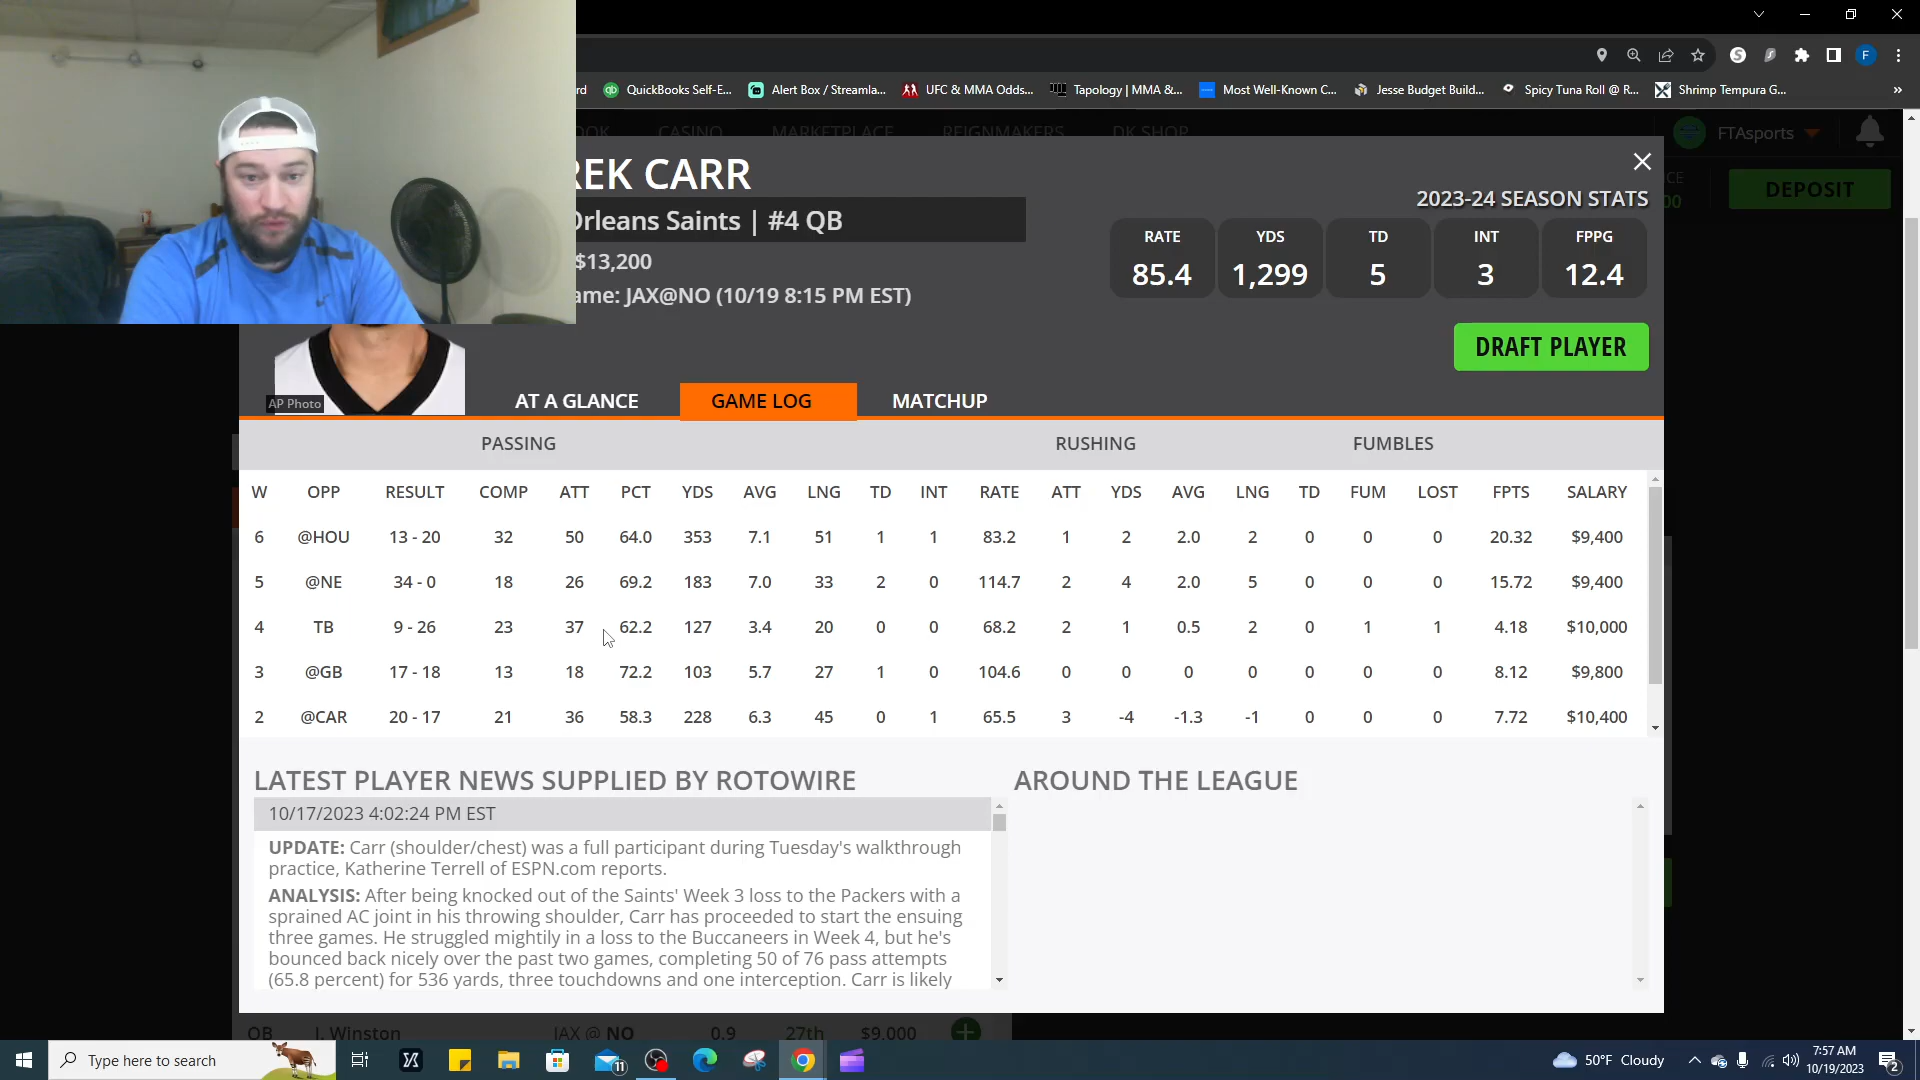 rd QuickBooks Self-E... Alert Box / Streamla... UFC & MMA Odds... Tapology | MMA &... Most Well-Known C... Jesse Budget Build... Spicy Tuna Roll @ R... Shrimp Tempura G... »
OOK CASINO MARKETPLACE REIGNMAKERS DK SHOP
FTAsports
REK CARR
Orleans Saints | #4 QB
$13,200
ame: JAX@NO (10/19 8:15 PM EST)
CE
00
DEPOSIT
2023-24 SEASON STATS
RATE YDS TD INT FPPG
85.4 1,299 5 3 12.4
DRAFT PLAYER
AP Photo
AT A GLANCE GAME LOG MATCHUP
PASSING RUSHING FUMBLES
W OPP RESULT COMP ATT PCT YDS AVG LNG TD INT RATE ATT YDS AVG LNG TD FUM LOST FPTS SALARY
6 @HOU 13 - 20 32 50 64.0 353 7.1 51 1 1 83.2 1 2 2.0 2 0 0 0 20.32 $9,400
5 @NE 34 - 0 18 26 69.2 183 7.0 33 2 0 114.7 2 4 2.0 5 0 0 0 15.72 $9,400
4 TB 9 - 26 23 37 62.2 127 3.4 20 0 0 68.2 2 1 0.5 2 0 1 1 4.18 $10,000
3 @GB 17 - 18 13 18 72.2 103 5.7 27 1 0 104.6 0 0 0 0 0 0 0 8.12 $9,800
2 @CAR 20 - 17 21 36 58.3 228 6.3 45 0 1 65.5 3 -4 -1.3 -1 0 0 0 7.72 $10,400
LATEST PLAYER NEWS SUPPLIED BY ROTOWIRE
AROUND THE LEAGUE
10/17/2023 4:02:24 PM EST
UPDATE: Carr (shoulder/chest) was a full participant during Tuesday's walkthrough
practice, Katherine Terrell of ESPN.com reports.
ANALYSIS: After being knocked out of the Saints' Week 3 loss to the Packers with a
sprained AC joint in his throwing shoulder, Carr has proceeded to start the ensuing
three games. He struggled mightily in a loss to the Buccaneers in Week 4, but he's
bounced back nicely over the past two games, completing 50 of 76 pass attempts
(65.8 percent) for 536 yards, three touchdowns and one interception. Carr is likely
QB J. Winston JAX @ NO 0.9 27th $9,000
Type here to search
11
50°F Cloudy
7:57 AM
10/19/2023
2